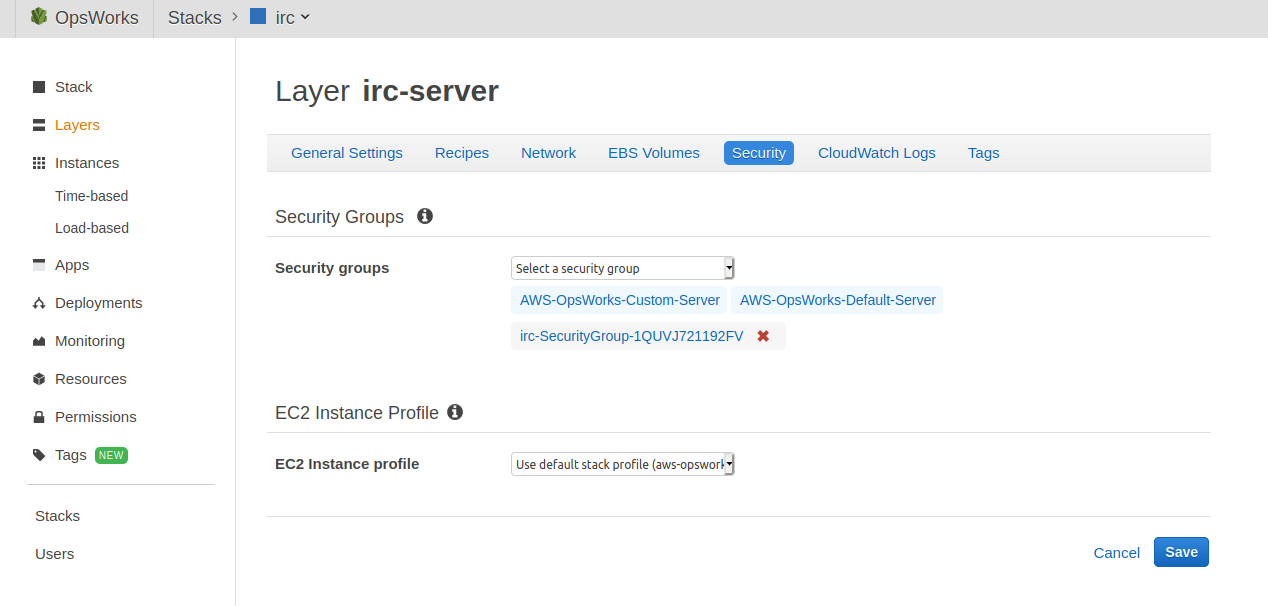 OpsWorks Stacks > irc
Stack
Layers
Instances
Time-based
Load-based
Apps
Deployments
Monitoring
Resources
Permissions
Tags NEW
Stacks
Users
Layer irc-server
General Settings Recipes Network EBS Volumes Security CloudWatch Logs Tags
Security Groups
Security groups Select a security group
AWS-OpsWorks-Custom-Server AWS-OpsWorks-Default-Server
irc-SecurityGroup-1QUVJ721192FV
EC2 Instance Profile
EC2 Instance profile Use default stack profile (aws-opswork
Cancel Save